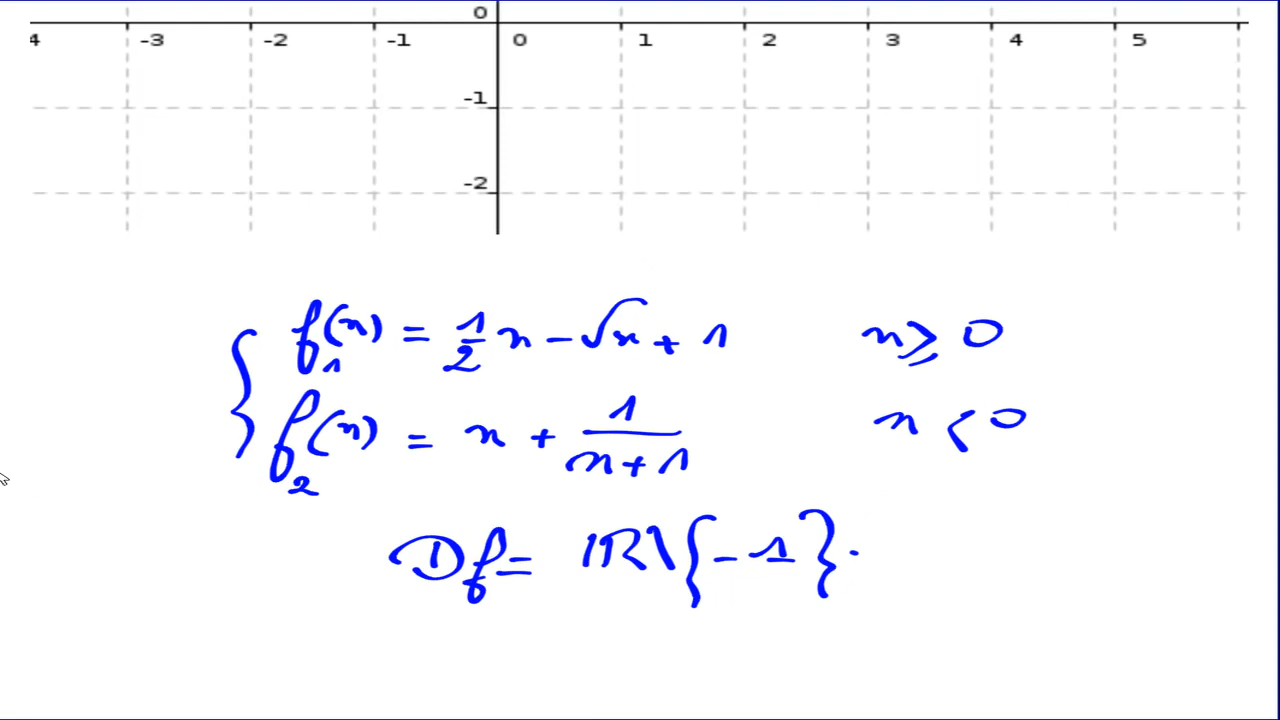 0
4 -3 -2 -1 0 1 2 3 4 5
-1
-2
f₁(x) = 1/2 x - √x + 1 x ≥ 0
f₂(x) = x + 1/(x+1) x < 0
Df = IR\{-1}.